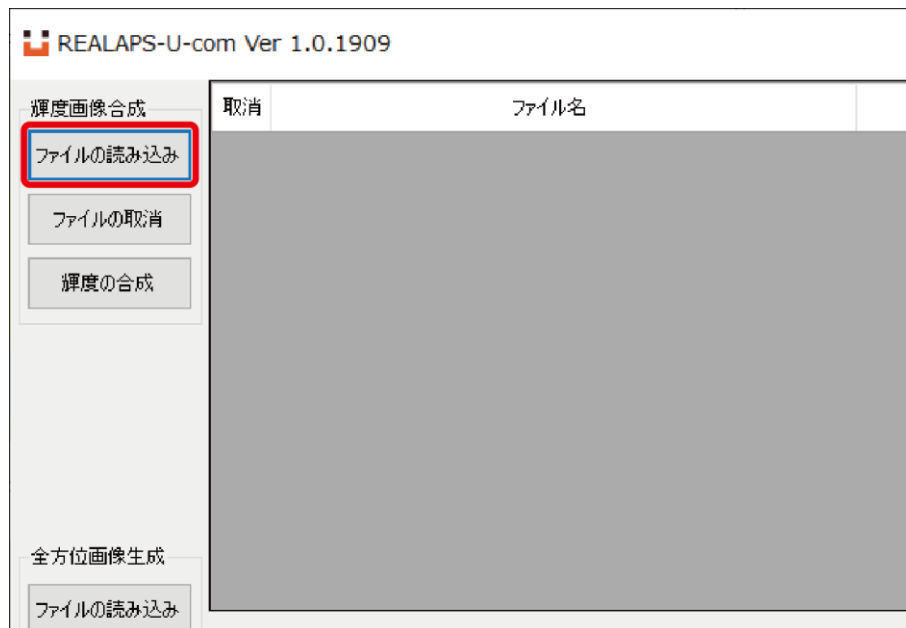 REALAPS-U-com Ver 1.0.1909
輝度画像合成
ファイルの読み込み
ファイルの取消
輝度の合成
取消
ファイル名
全方位画像生成
ファイルの読み込み